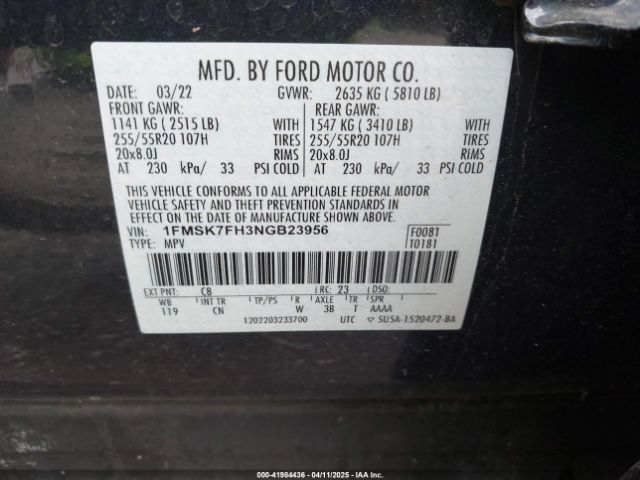 MFD. BY FORD MOTOR CO.
DATE: 03/22 GVWR: 2635 KG ( 5810 LB)
FRONT GAWR: REAR GAWR:
1141 KG ( 2515 LB) WITH 1547 KG ( 3410 LB) WITH
255/55R20 107H TIRES 255/55R20 107H TIRES
20x8.0J RIMS 20x8.0J RIMS
AT 230 kPa/ 33 PSI COLD AT 230 kPa/ 33 PSI COLD
THIS VEHICLE CONFORMS TO ALL APPLICABLE FEDERAL MOTOR
VEHICLE SAFETY AND THEFT PREVENTION STANDARDS
IN EFFECT ON THE DATE OF MANUFACTURE SHOWN ABOVE.
VIN: 1FMSK7FH3NGB23956 F0081
TYPE: MPV T0181
EXT PNT: C8 RC: 23 DSO:
WB INT TR TP/PS R AXLE TR SPR
119 CN W 3B T AAAA
1202203233700 UTC ▽ 5U5A-1520472-BA
000-41984436 - 04/11/2025 - IAA Inc.